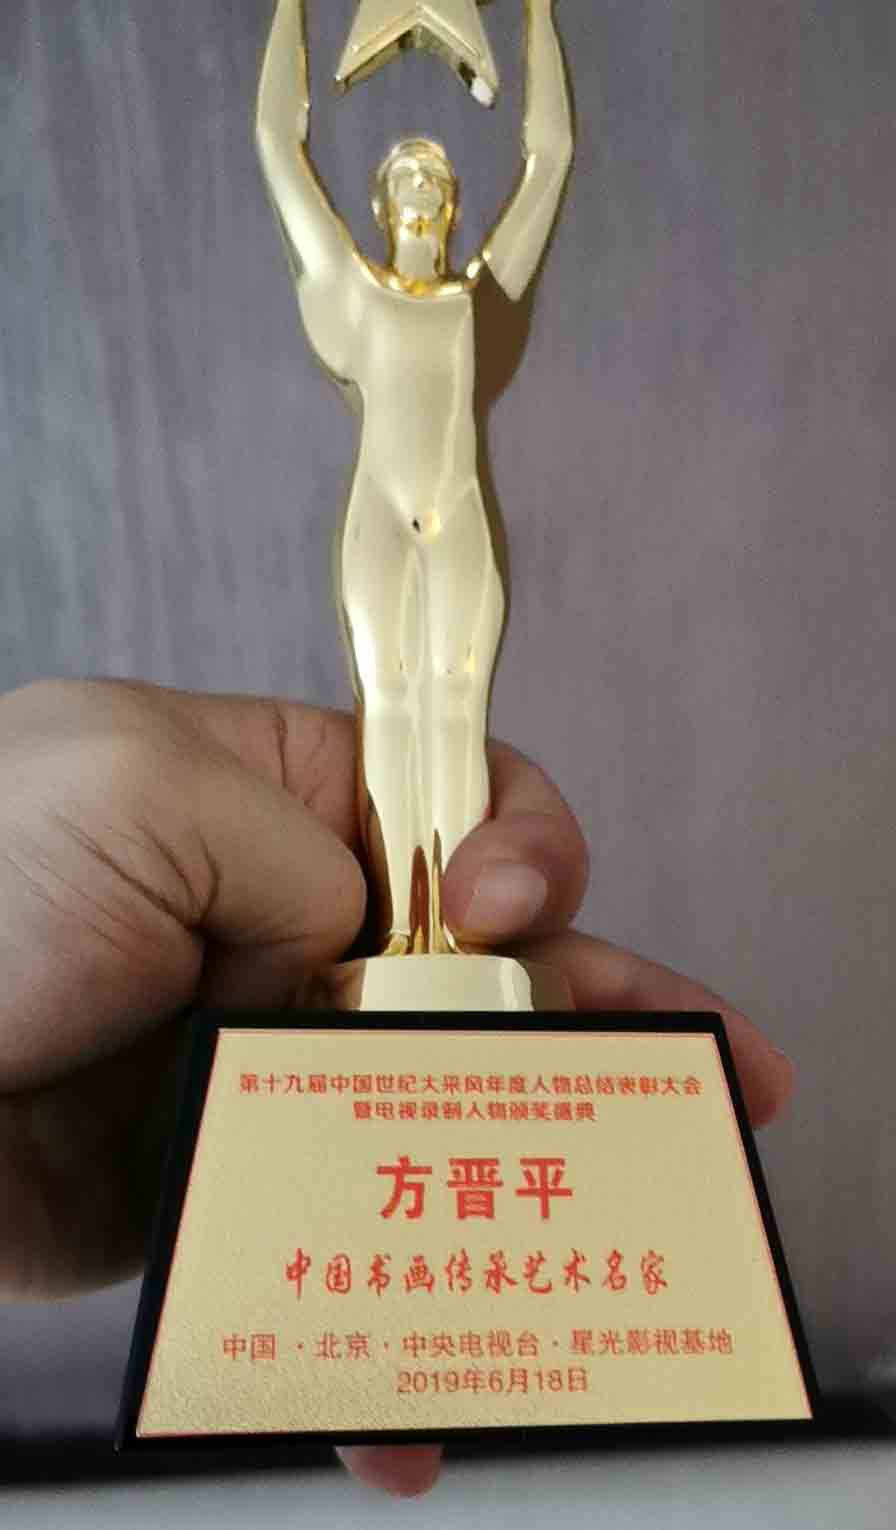 第十九届中国世纪大采风年度人物总结表彰大会
暨电视录制人物颁奖盛典
方晋平
中国书画传承艺术名家
中国·北京·中央电视台·星光影视基地
2019年6月18日